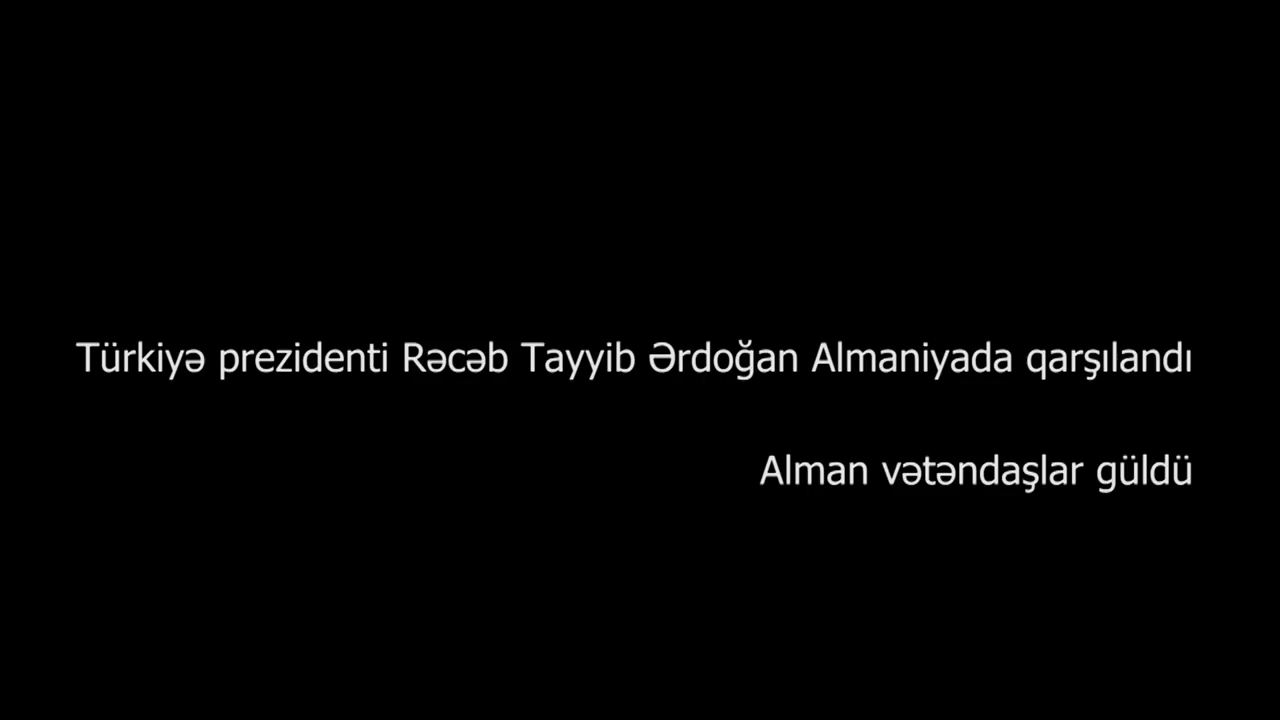 Türkiyə prezidenti Rəcəb Tayyib Ərdoğan Almaniyada qarşılandı
Alman vətəndaşlar güldü